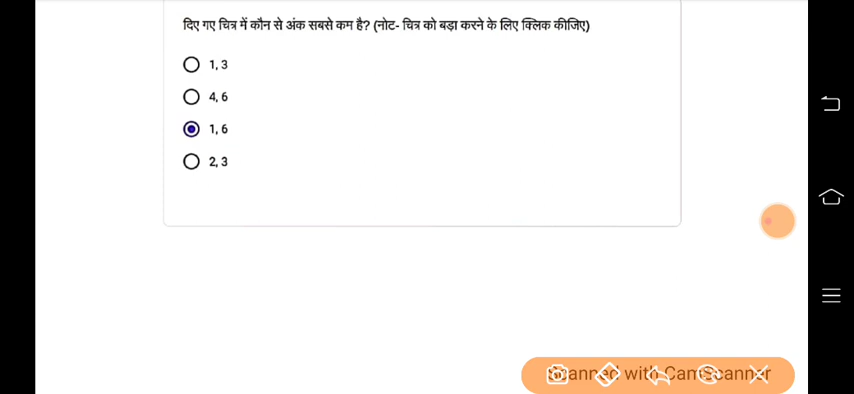 दिए गए चित्र में कौन से अंक सबसे कम है? (नोट- चित्र को बड़ा करने के लिए क्लिक कीजिए)
1, 3
4, 6
1, 6
2, 3
Scanned with CamScanner